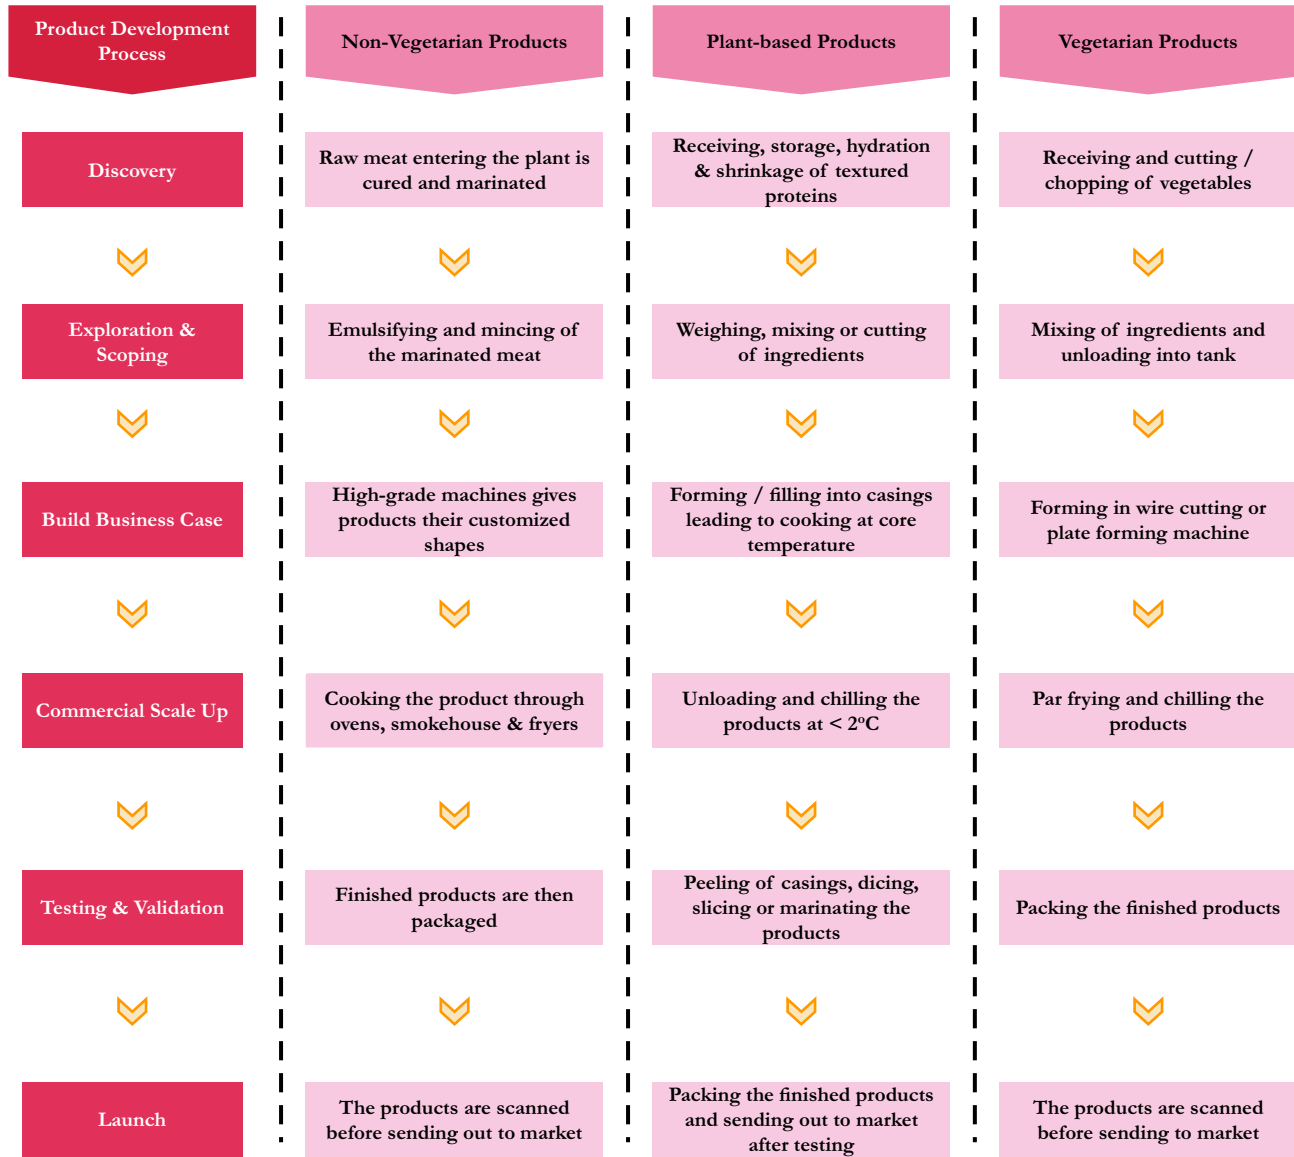 Product Development
Process
Non-Vegetarian Products
Plant-based Products
Vegetarian Products
Discovery
Raw meat entering the plant is
cured and marinated
Receiving, storage, hydration
& shrinkage of textured
proteins
Receiving and cutting /
chopping of vegetables
Exploration &
Scoping
Emulsifying and mincing of
the marinated meat
Weighing, mixing or cutting
of ingredients
Mixing of ingredients and
unloading into tank
Build Business Case
High-grade machines gives
products their customized
shapes
Forming / filling into casings
leading to cooking at core
temperature
Forming in wire cutting or
plate forming machine
Commercial Scale Up
Cooking the product through
ovens, smokehouse & fryers
Unloading and chilling the
products at < 2ºC
Par frying and chilling the
products
Testing & Validation
Finished products are then
packaged
Peeling of casings, dicing,
slicing or marinating the
products
Packing the finished products
Launch
The products are scanned
before sending out to market
Packing the finished products
and sending out to market
after testing
The products are scanned
before sending to market